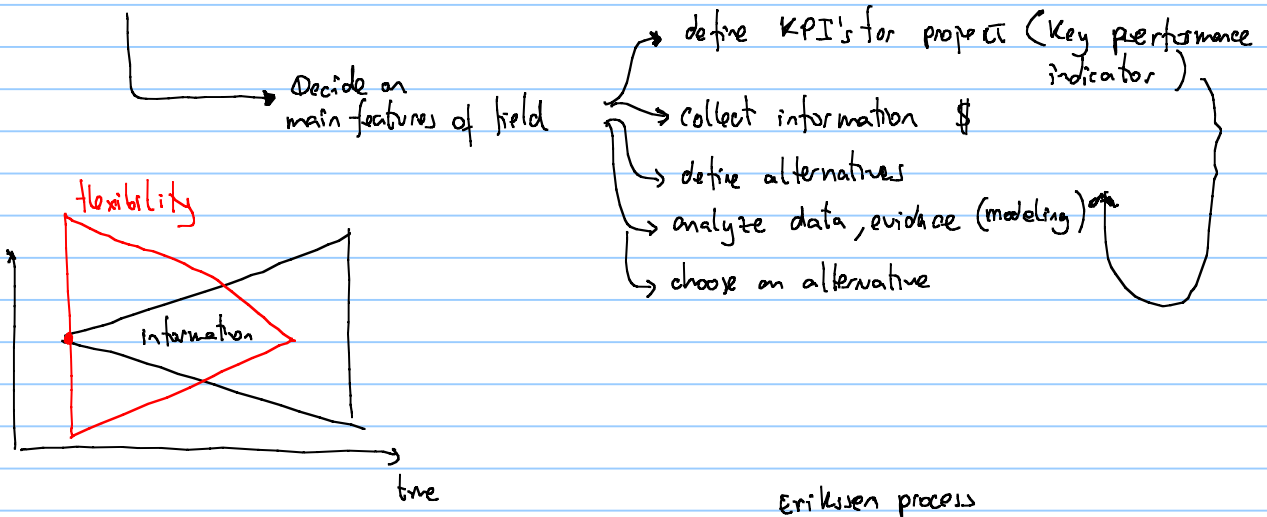 define KPI's for project (Key performance
indicator)
Decide on
main features of field
collect information $
define alternatives
analyze data, evidence (modeling)
choose an alternative
flexibility
information
time
Erikssen process